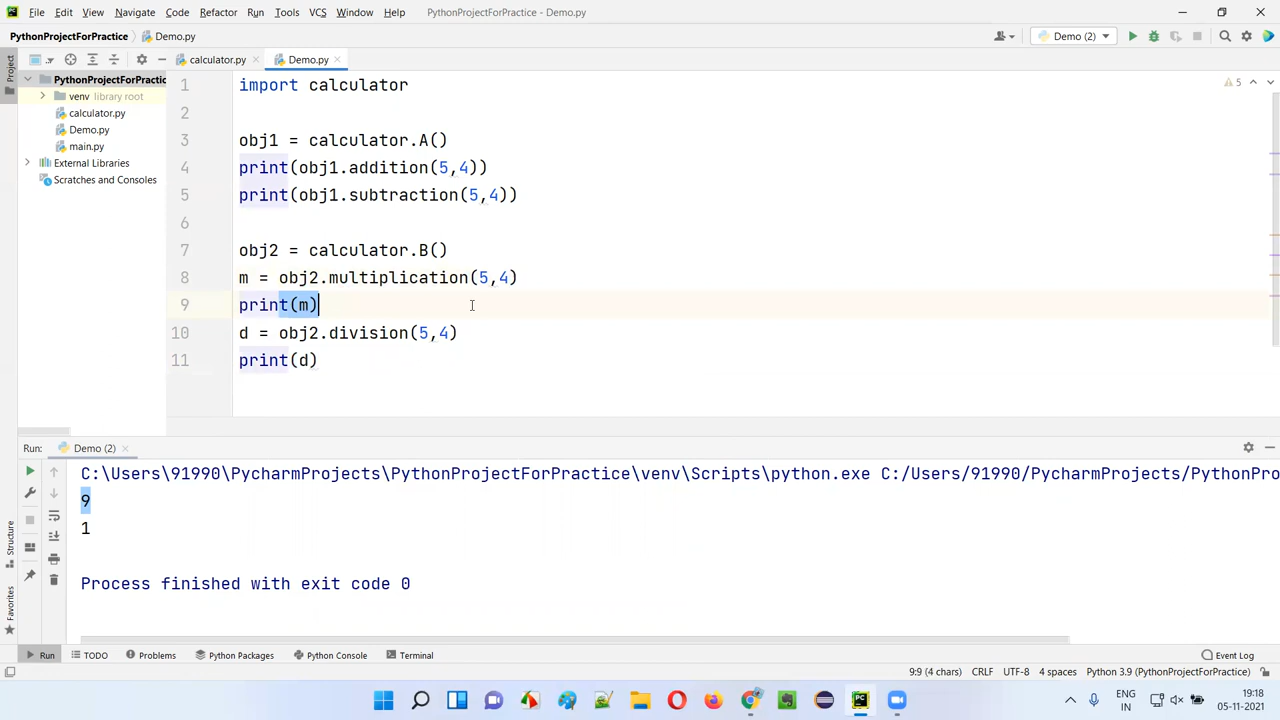 File Edit View Navigate Code Refactor Run Tools VCS Window Help PythonProjectForPractice - Demo.py
PythonProjectForPractice Demo.py Demo (2)
Project calculator.py Demo.py
PythonProjectForPractic
venv library root
calculator.py
Demo.py
main.py
External Libraries
Scratches and Consoles
5
1 import calculator
2
3 obj1 = calculator.A()
4 print(obj1.addition(5,4))
5 print(obj1.subtraction(5,4))
6
7 obj2 = calculator.B()
8 m = obj2.multiplication(5,4)
9 print(m)
10 d = obj2.division(5,4)
11 print(d)
Run: Demo (2)
C:\Users\91990\PycharmProjects\PythonProjectForPractice\venv\Scripts\python.exe C:/Users/91990/PycharmProjects/PythonPro
9
1
Process finished with exit code 0
Structure
Favorites
Run TODO Problems Python Packages Python Console Terminal Event Log
9:9 (4 chars) CRLF UTF-8 4 spaces Python 3.9 (PythonProjectForPractice)
PC
ENG
IN
19:18
05-11-2021